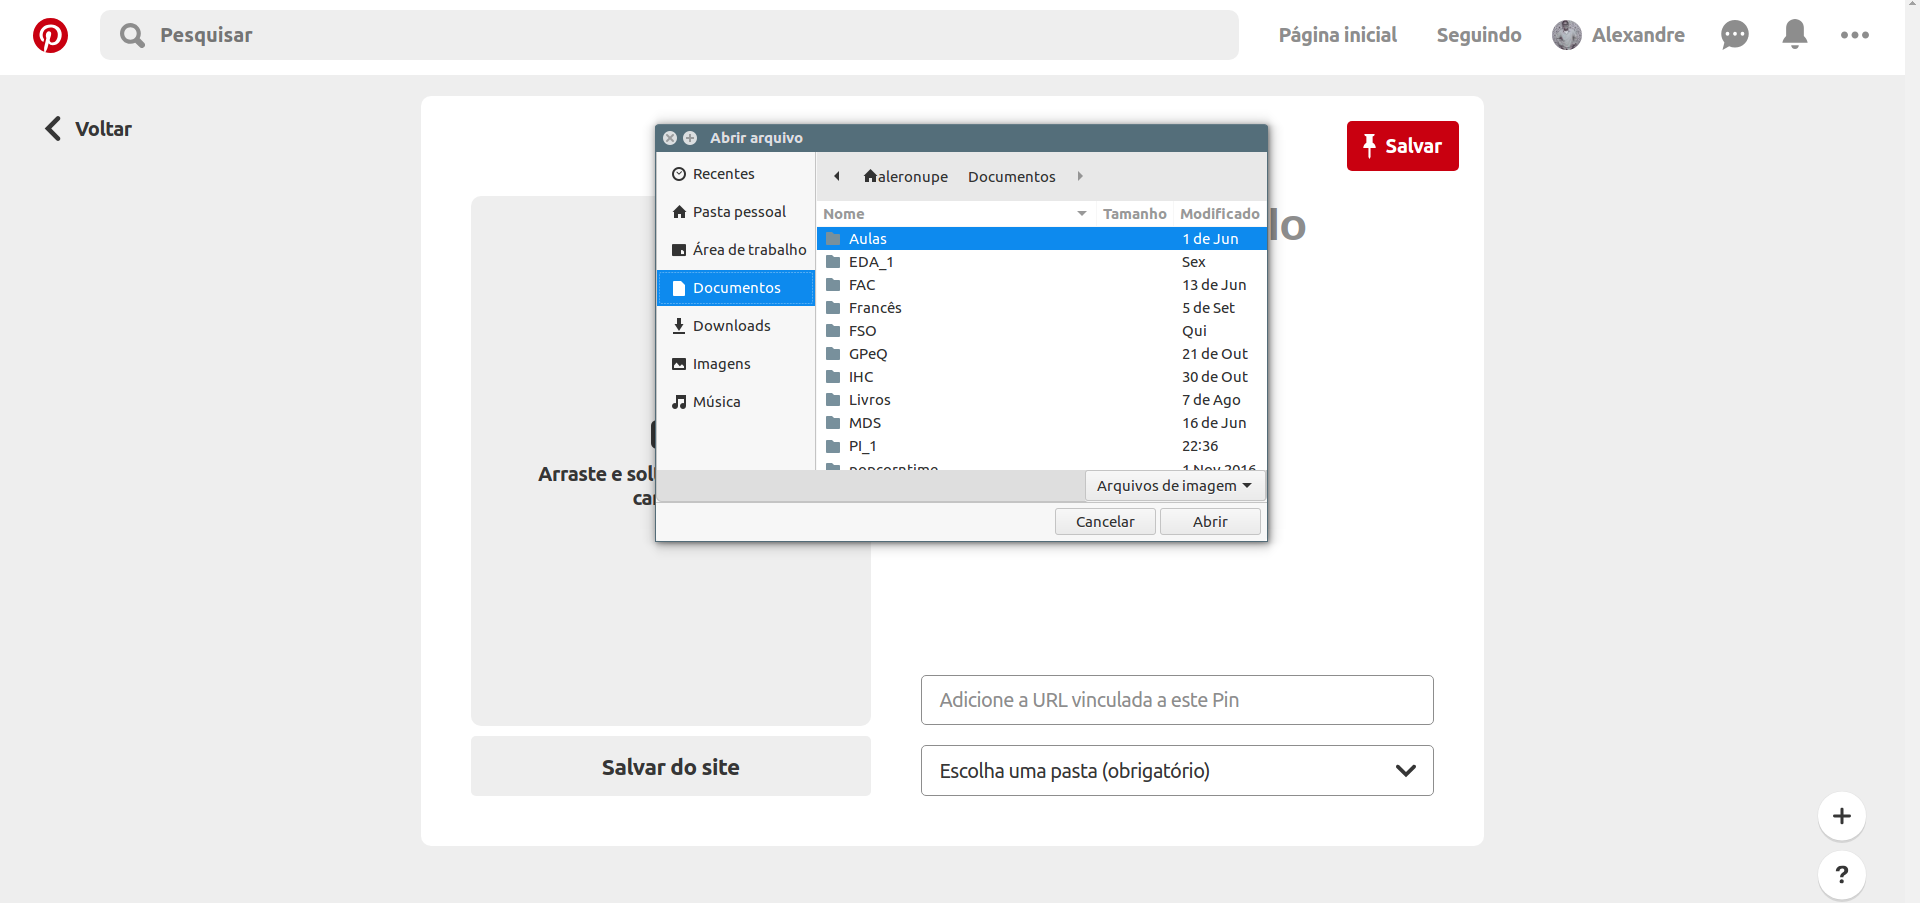 Pesquisar
Página inicial
Seguindo
Alexandre
Voltar
Salvar
Abrir arquivo
Recentes
Pasta pessoal
Área de trabalho
Documentos
Downloads
Imagens
Música
aleronupe Documentos
Nome Tamanho Modificado
Aulas 1 de Jun
EDA_1 Sex
FAC 13 de Jun
Francês 5 de Set
FSO Qui
GPeQ 21 de Out
IHC 30 de Out
Livros 7 de Ago
MDS 16 de Jun
PI_1 22:36
popcorntime 1 Nov 2016
Arquivos de imagem
Cancelar Abrir
lo
Arraste e sol
ca
Salvar do site
Adicione a URL vinculada a este Pin
Escolha uma pasta (obrigatório)
+
?